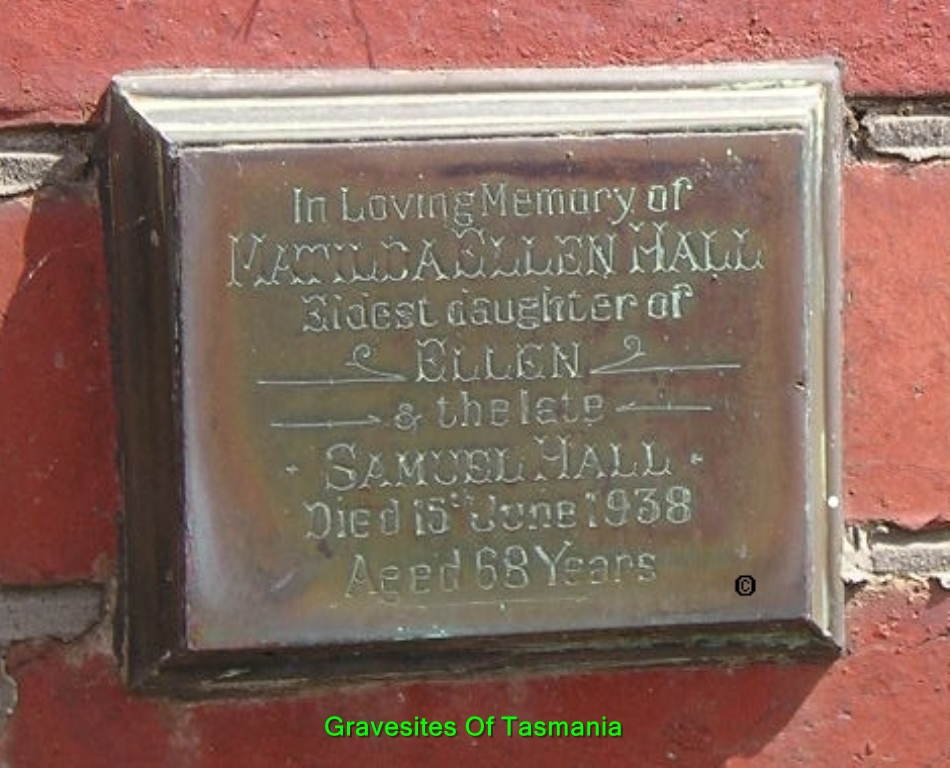 In Loving Memory of
MATILDA ELLEN HALL
Eldest daughter of
ELLEN
& the late
SAMUEL HALL
Died 15th June 1938
Aged 68 Years
©
Gravesites Of Tasmania